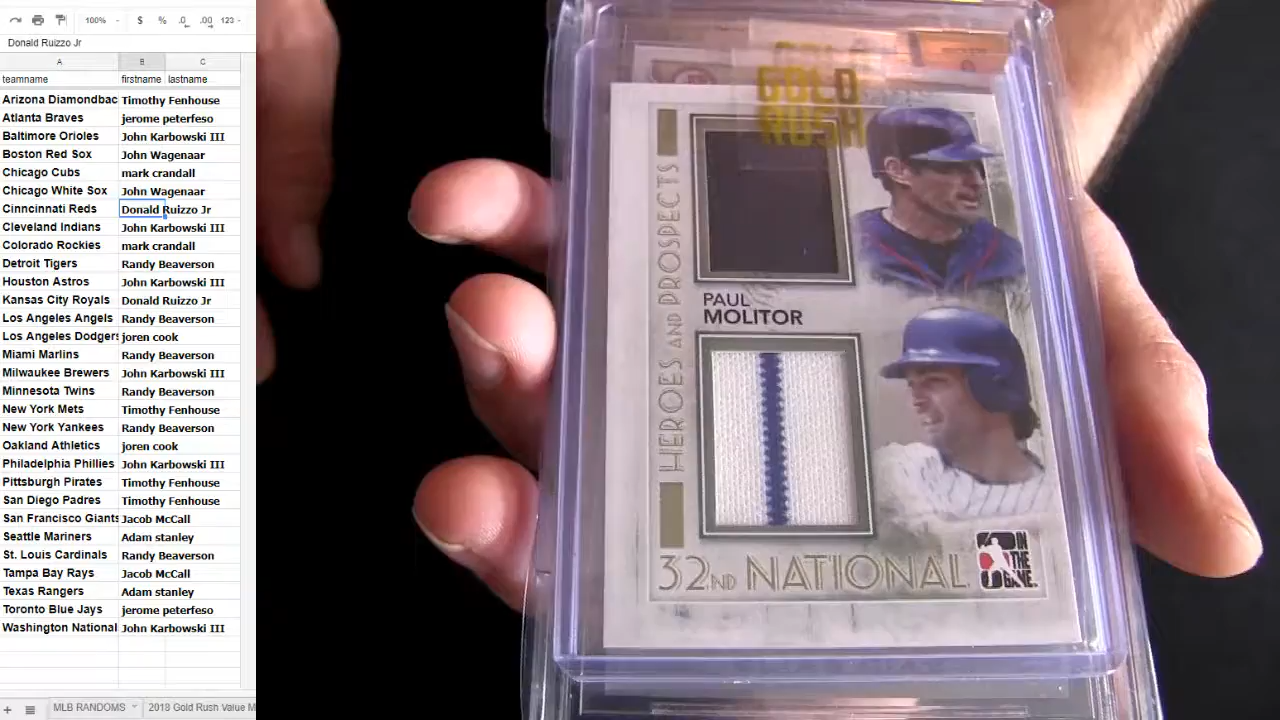 100%
$ % .0 .00 123
Donald Ruizzo Jr
A B C
teamname firstname lastname
Arizona Diamondbac Timothy Fenhouse
Atlanta Braves jerome peterfeso
Baltimore Orioles John Karbowski III
Boston Red Sox John Wagenaar
Chicago Cubs mark crandall
Chicago White Sox John Wagenaar
Cinncinnati Reds Donald Ruizzo Jr
Cleveland Indians John Karbowski III
Colorado Rockies mark crandall
Detroit Tigers Randy Beaverson
Houston Astros John Karbowski III
Kansas City Royals Donald Ruizzo Jr
Los Angeles Angels Randy Beaverson
Los Angeles Dodgers joren cook
Miami Marlins Randy Beaverson
Milwaukee Brewers John Karbowski III
Minnesota Twins Randy Beaverson
New York Mets Timothy Fenhouse
New York Yankees Randy Beaverson
Oakland Athletics joren cook
Philadelphia Phillies John Karbowski III
Pittsburgh Pirates Timothy Fenhouse
San Diego Padres Timothy Fenhouse
San Francisco Giants Jacob McCall
Seattle Mariners Adam stanley
St. Louis Cardinals Randy Beaverson
Tampa Bay Rays Jacob McCall
Texas Rangers Adam stanley
Toronto Blue Jays jerome peterfeso
Washington National John Karbowski III
MLB RANDOMS 2018 Gold Rush Value M
GOLD
RUSH
HEROES AND PROSPECTS
PAUL
MOLITOR
32ND NATIONAL
IN
THE
GAME